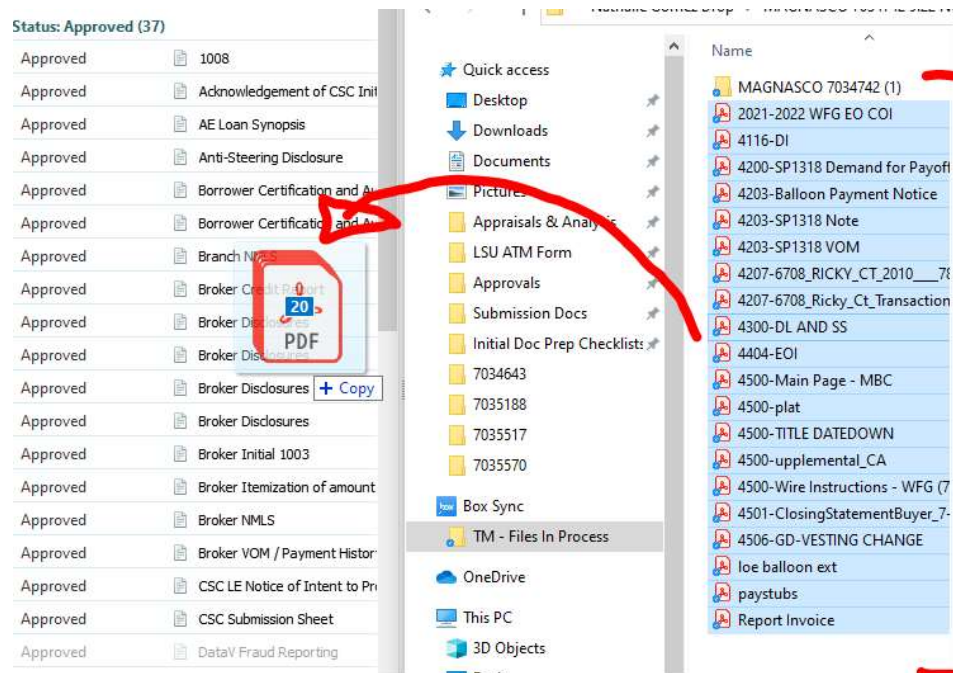 Status: Approved (37)
Approved 1008
Approved Acknowledgement of CSC Init
Approved AE Loan Synopsis
Approved Anti-Steering Disclosure
Approved Borrower Certification and Au
Approved Borrower Certification and Au
Approved Branch NMLS
Approved Broker Credit Report
Approved Broker Disclosures
Approved Broker Disclosures
Approved Broker Disclosures
Approved Broker Disclosures
Approved Broker Initial 1003
Approved Broker Itemization of amount
Approved Broker NMLS
Approved Broker VOM / Payment Histor
Approved CSC LE Notice of Intent to Pr
Approved CSC Submission Sheet
Approved DataV Fraud Reporting
20
PDF
+ Copy
Quick access
Desktop
Downloads
Documents
Pictures
Appraisals & Analysis
LSU ATM Form
Approvals
Submission Docs
Initial Doc Prep Checklists
7034643
7035188
7035517
7035570
box Box Sync
TM - Files In Process
OneDrive
This PC
3D Objects
Name
MAGNASCO 7034742 (1)
2021-2022 WFG EO COI
4116-DI
4200-SP1318 Demand for Payoff
4203-Balloon Payment Notice
4203-SP1318 Note
4203-SP1318 VOM
4207-6708_RICKY_CT_2010____78
4207-6708_Ricky_Ct_Transaction
4300-DL AND SS
4404-EOI
4500-Main Page - MBC
4500-plat
4500-TITLE DATEDOWN
4500-upplemental_CA
4500-Wire Instructions - WFG (7
4501-ClosingStatementBuyer_7-
4506-GD-VESTING CHANGE
loe balloon ext
paystubs
Report Invoice